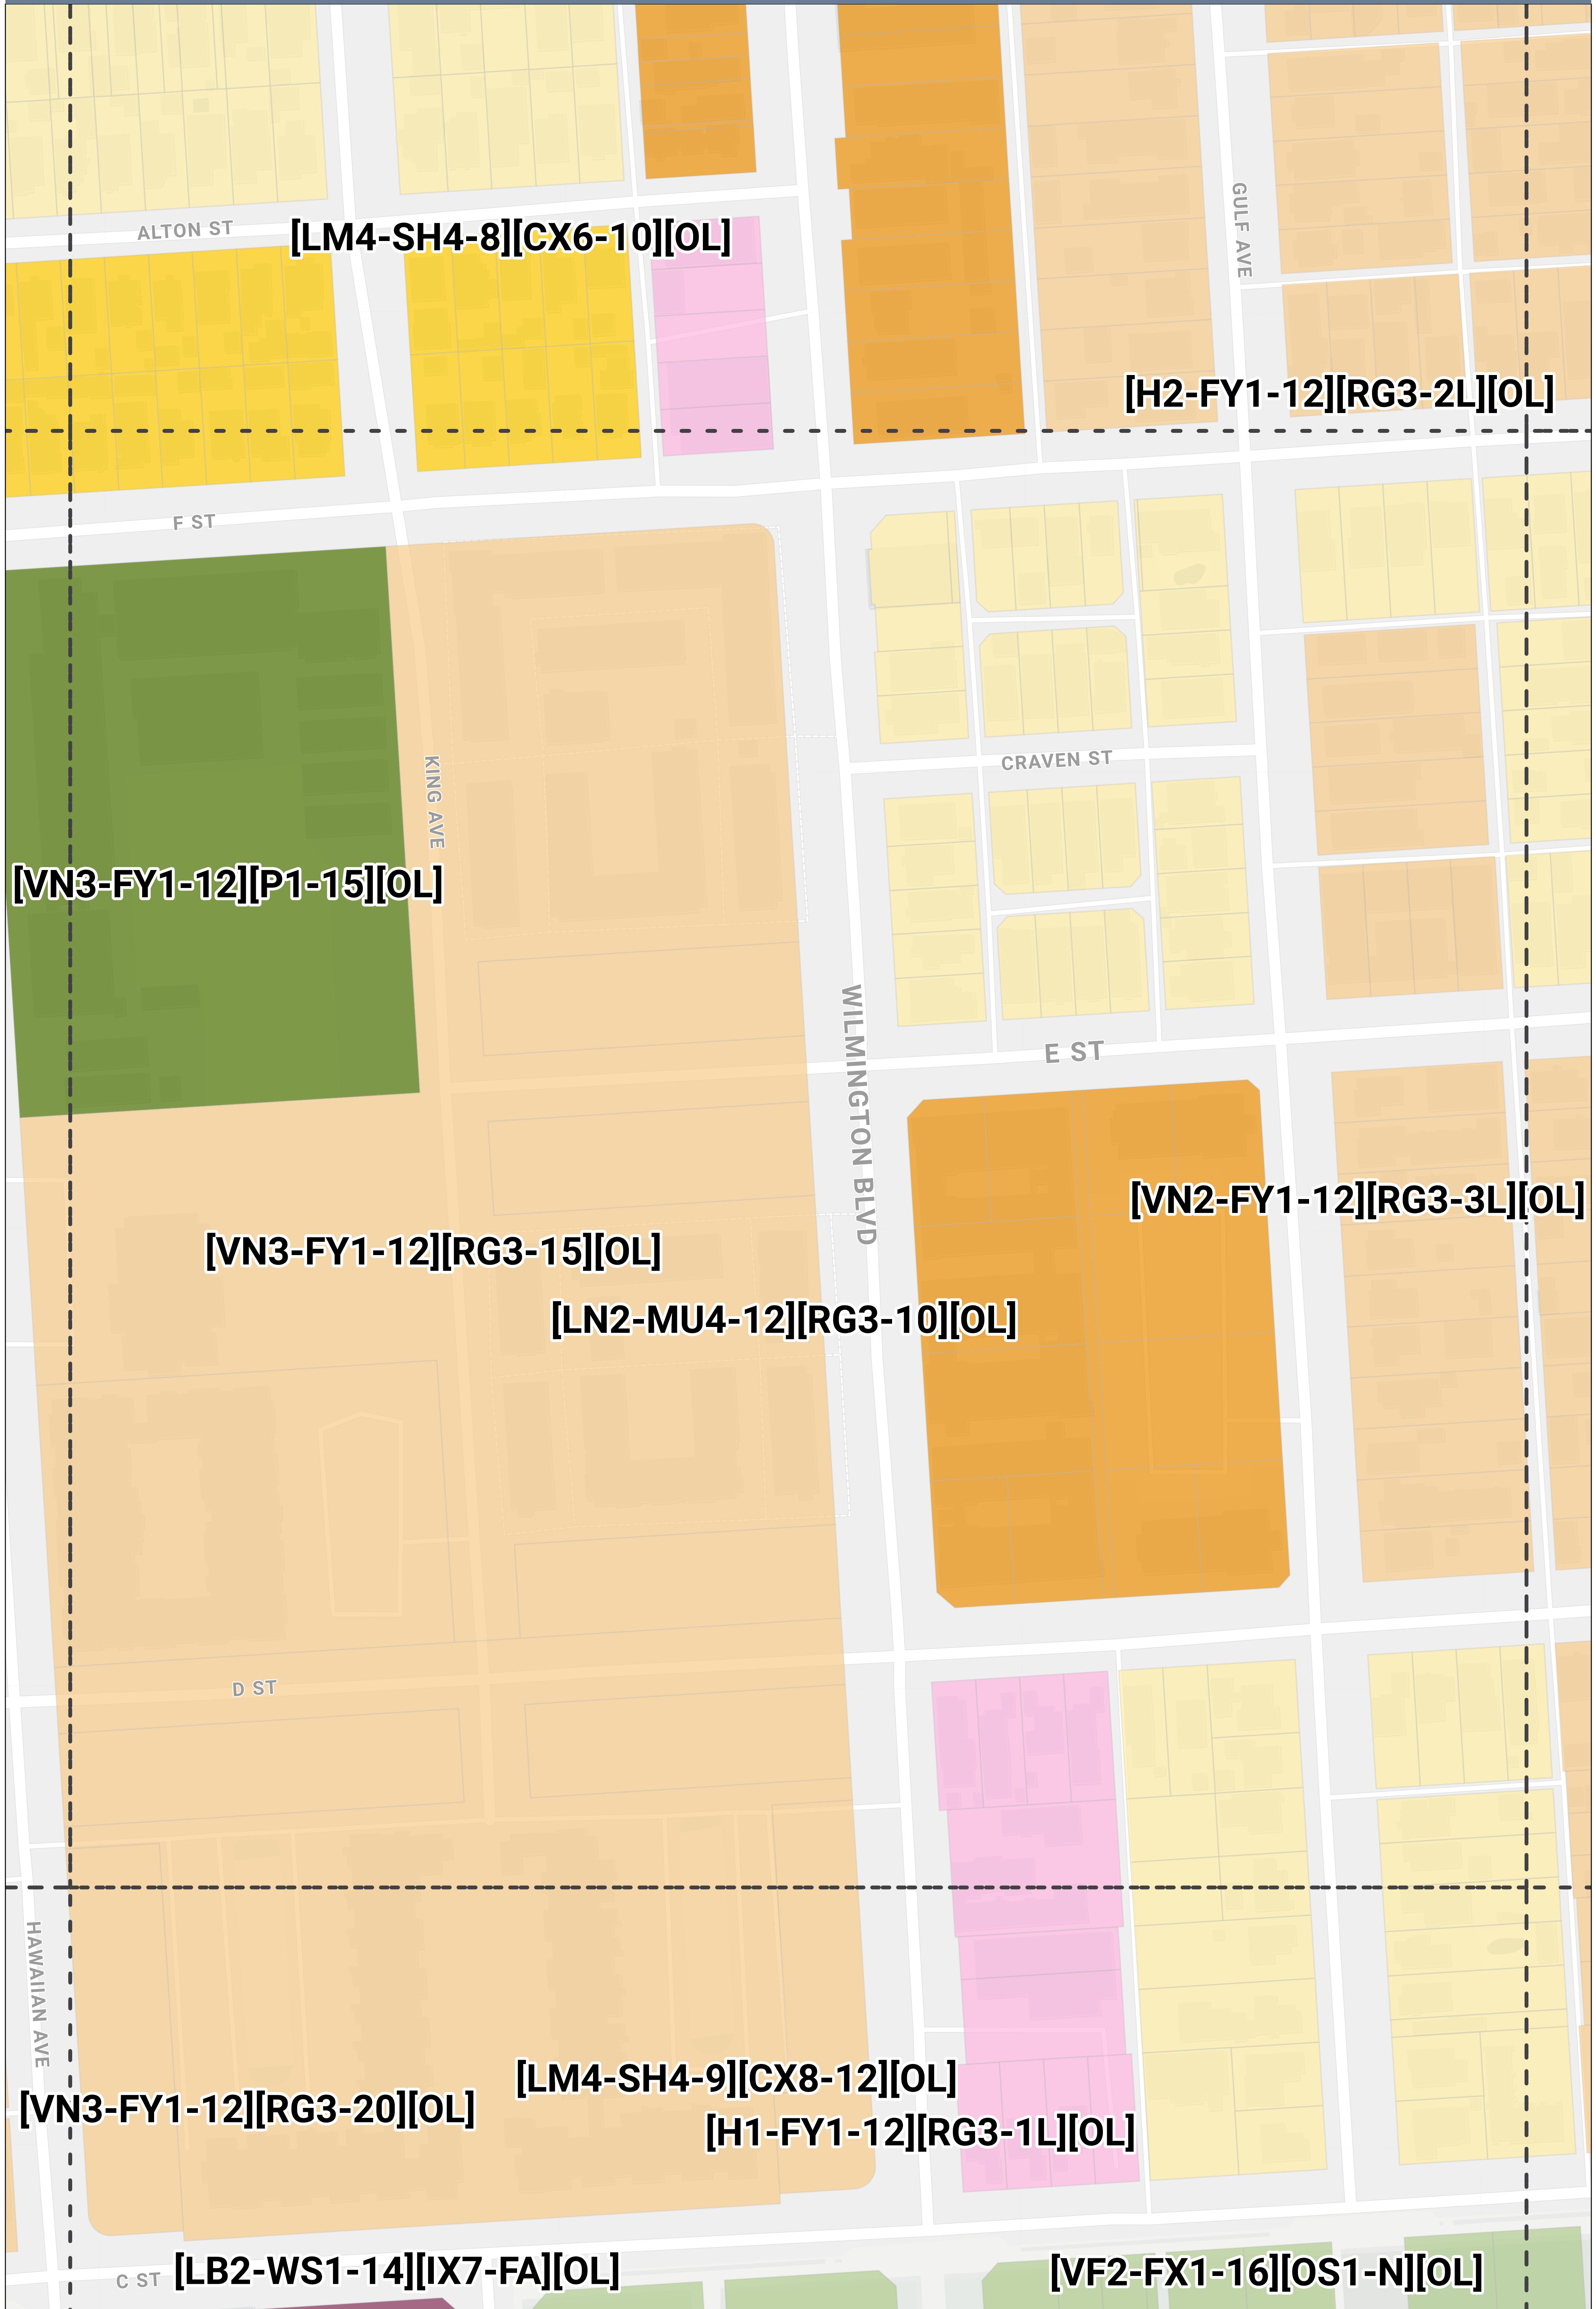 ALTON ST
[LM4-SH4-8][CX6-10][OL]
GULF AVE
[H2-FY1-12][RG3-2L][OL]
F ST
KING AVE
CRAVEN ST
[VN3-FY1-12][P1-15][OL]
WILMINGTON BLVD
E ST
[VN2-FY1-12][RG3-3L][OL]
[VN3-FY1-12][RG3-15][OL]
[LN2-MU4-12][RG3-10][OL]
D ST
HAWAIIAN AVE
[LM4-SH4-9][CX8-12][OL]
[VN3-FY1-12][RG3-20][OL]
[H1-FY1-12][RG3-1L][OL]
[LB2-WS1-14][IX7-FA][OL]
[VF2-FX1-16][OS1-N][OL]
C ST